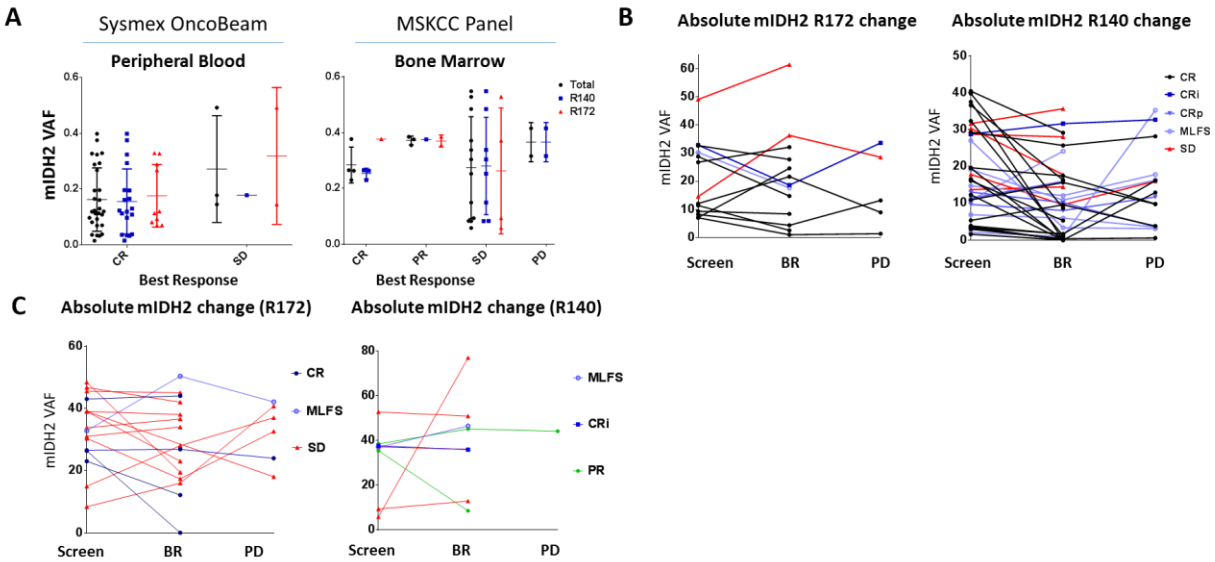 A
Sysmex OncoBeam
MSKCC Panel
Peripheral Blood
Bone Marrow
mIDH2 VAF
0.6
0.4
0.2
0.0
CR
SD
Best Response
0.6
0.4
0.2
0.0
CR
PR
SD
PD
Best Response
Total
R140
R172
B
Absolute mIDH2 R172 change
Absolute mIDH2 R140 change
mIDH2 VAF
60
50
40
30
20
10
0
Screen
BR
PD
mIDH2 VAF
50
40
30
20
10
0
Screen
BR
PD
CR
CRi
CRp
MLFS
SD
C
Absolute mIDH2 change (R172)
Absolute mIDH2 change (R140)
mIDH2 VAF
60
40
20
0
Screen
BR
PD
CR
MLFS
SD
80
60
40
20
0
Screen
BR
PD
MLFS
CRi
PR